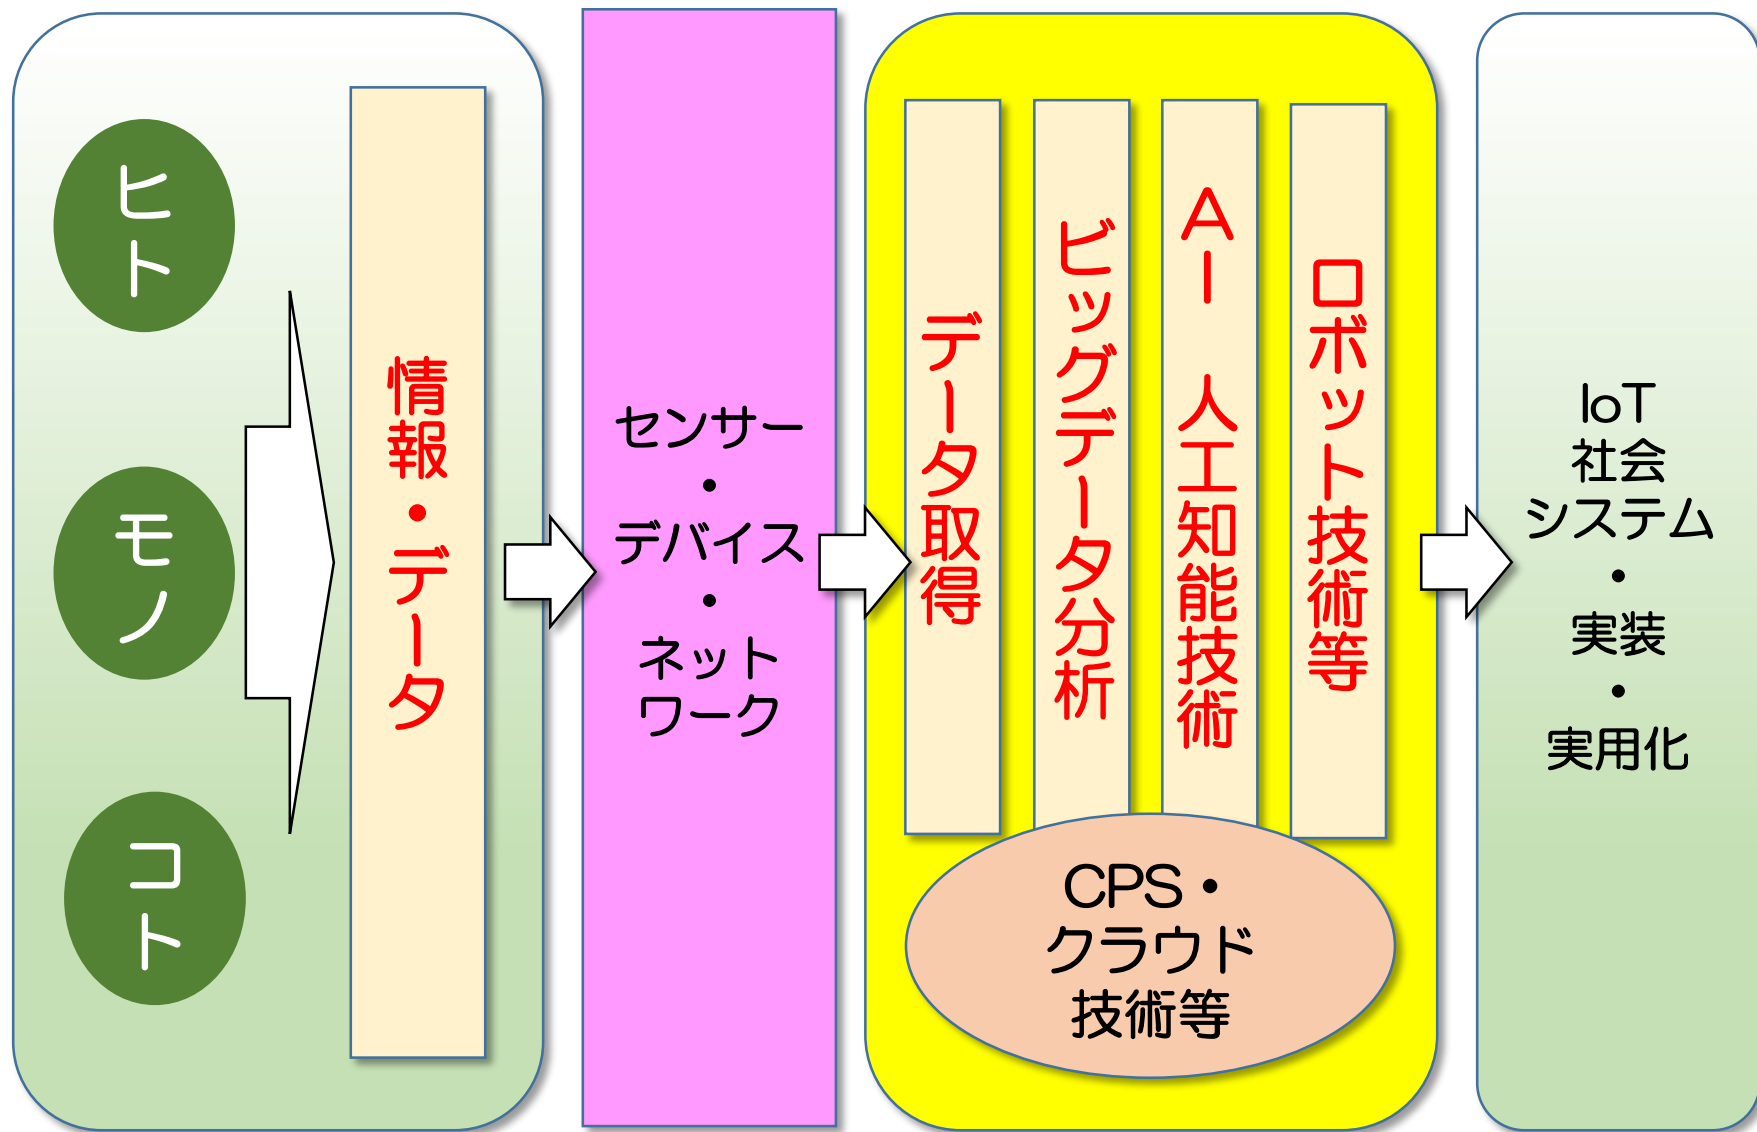 ヒト
モノ
コト
情報・データ
センサー
・
デバイス
・
ネット
ワーク
データ取得
ビッグデータ分析
AI 人工知能技術
ロボット技術等
CPS・
クラウド
技術等
IoT
社会
システム
・
実装
・
実用化